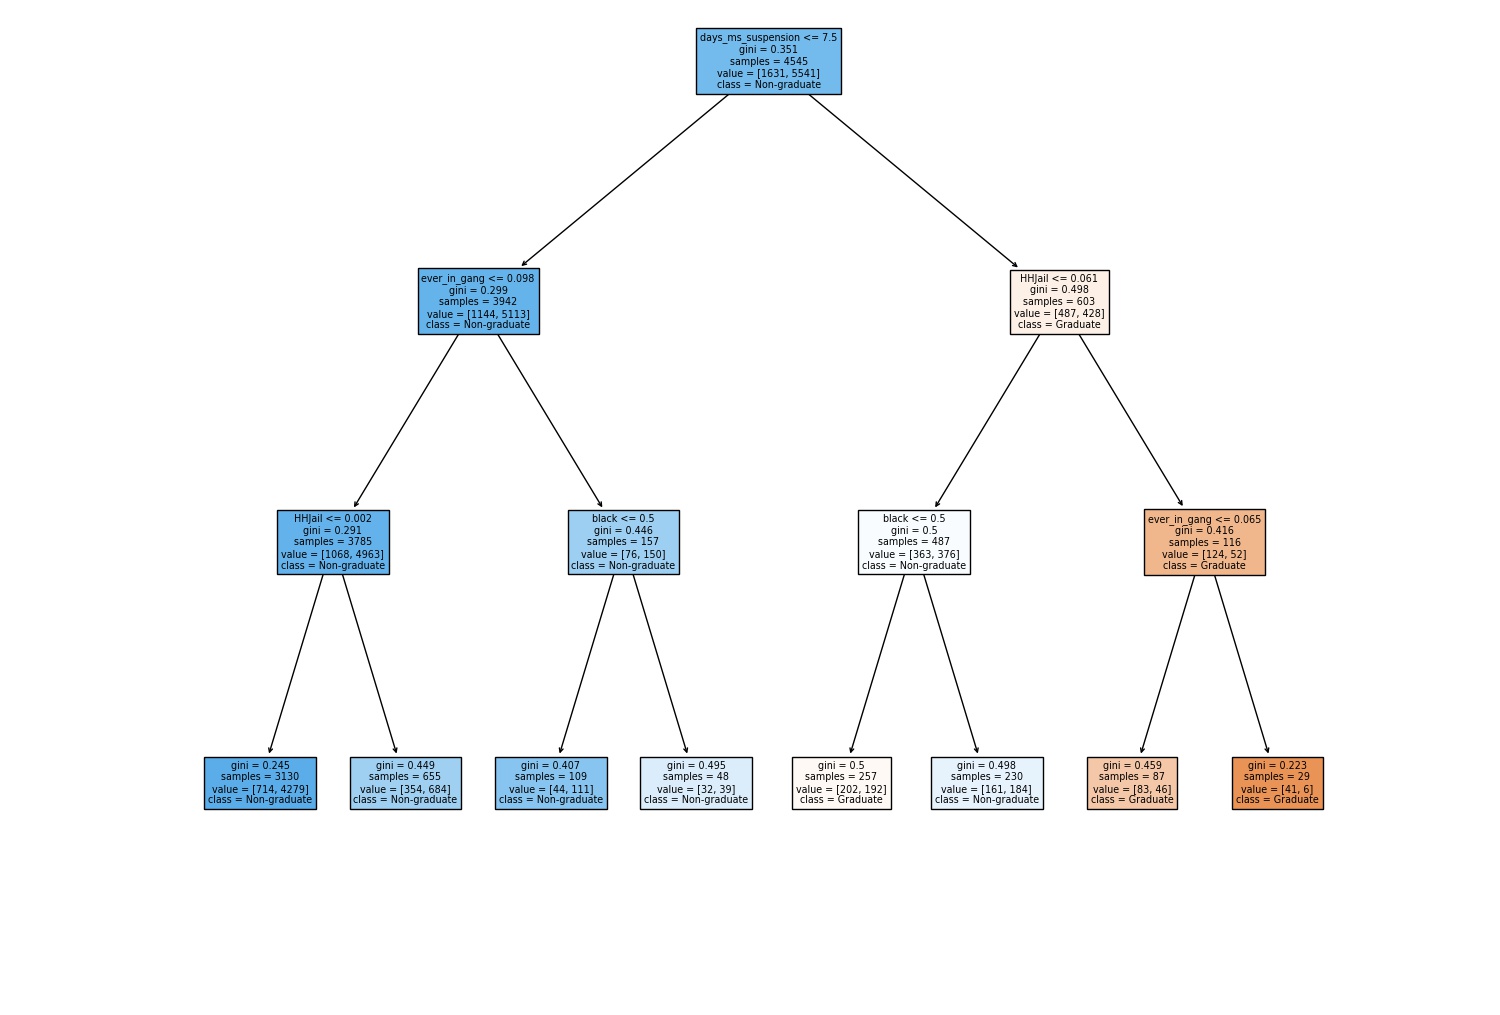 days_ms_suspension <= 7.5
gini = 0.351
samples = 4545
value = [1631, 5541]
class = Non-graduate
ever_in_gang <= 0.098
gini = 0.299
samples = 3942
value = [1144, 5113]
class = Non-graduate
HHJail <= 0.061
gini = 0.498
samples = 603
value = [487, 428]
class = Graduate
HHJail <= 0.002
gini = 0.291
samples = 3785
value = [1068, 4963]
class = Non-graduate
black <= 0.5
gini = 0.446
samples = 157
value = [76, 150]
class = Non-graduate
black <= 0.5
gini = 0.5
samples = 487
value = [363, 376]
class = Non-graduate
ever_in_gang <= 0.065
gini = 0.416
samples = 116
value = [124, 52]
class = Graduate
gini = 0.245
samples = 3130
value = [714, 4279]
class = Non-graduate
gini = 0.449
samples = 655
value = [354, 684]
class = Non-graduate
gini = 0.407
samples = 109
value = [44, 111]
class = Non-graduate
gini = 0.495
samples = 48
value = [32, 39]
class = Non-graduate
gini = 0.5
samples = 257
value = [202, 192]
class = Graduate
gini = 0.498
samples = 230
value = [161, 184]
class = Non-graduate
gini = 0.459
samples = 87
value = [83, 46]
class = Graduate
gini = 0.223
samples = 29
value = [41, 6]
class = Graduate